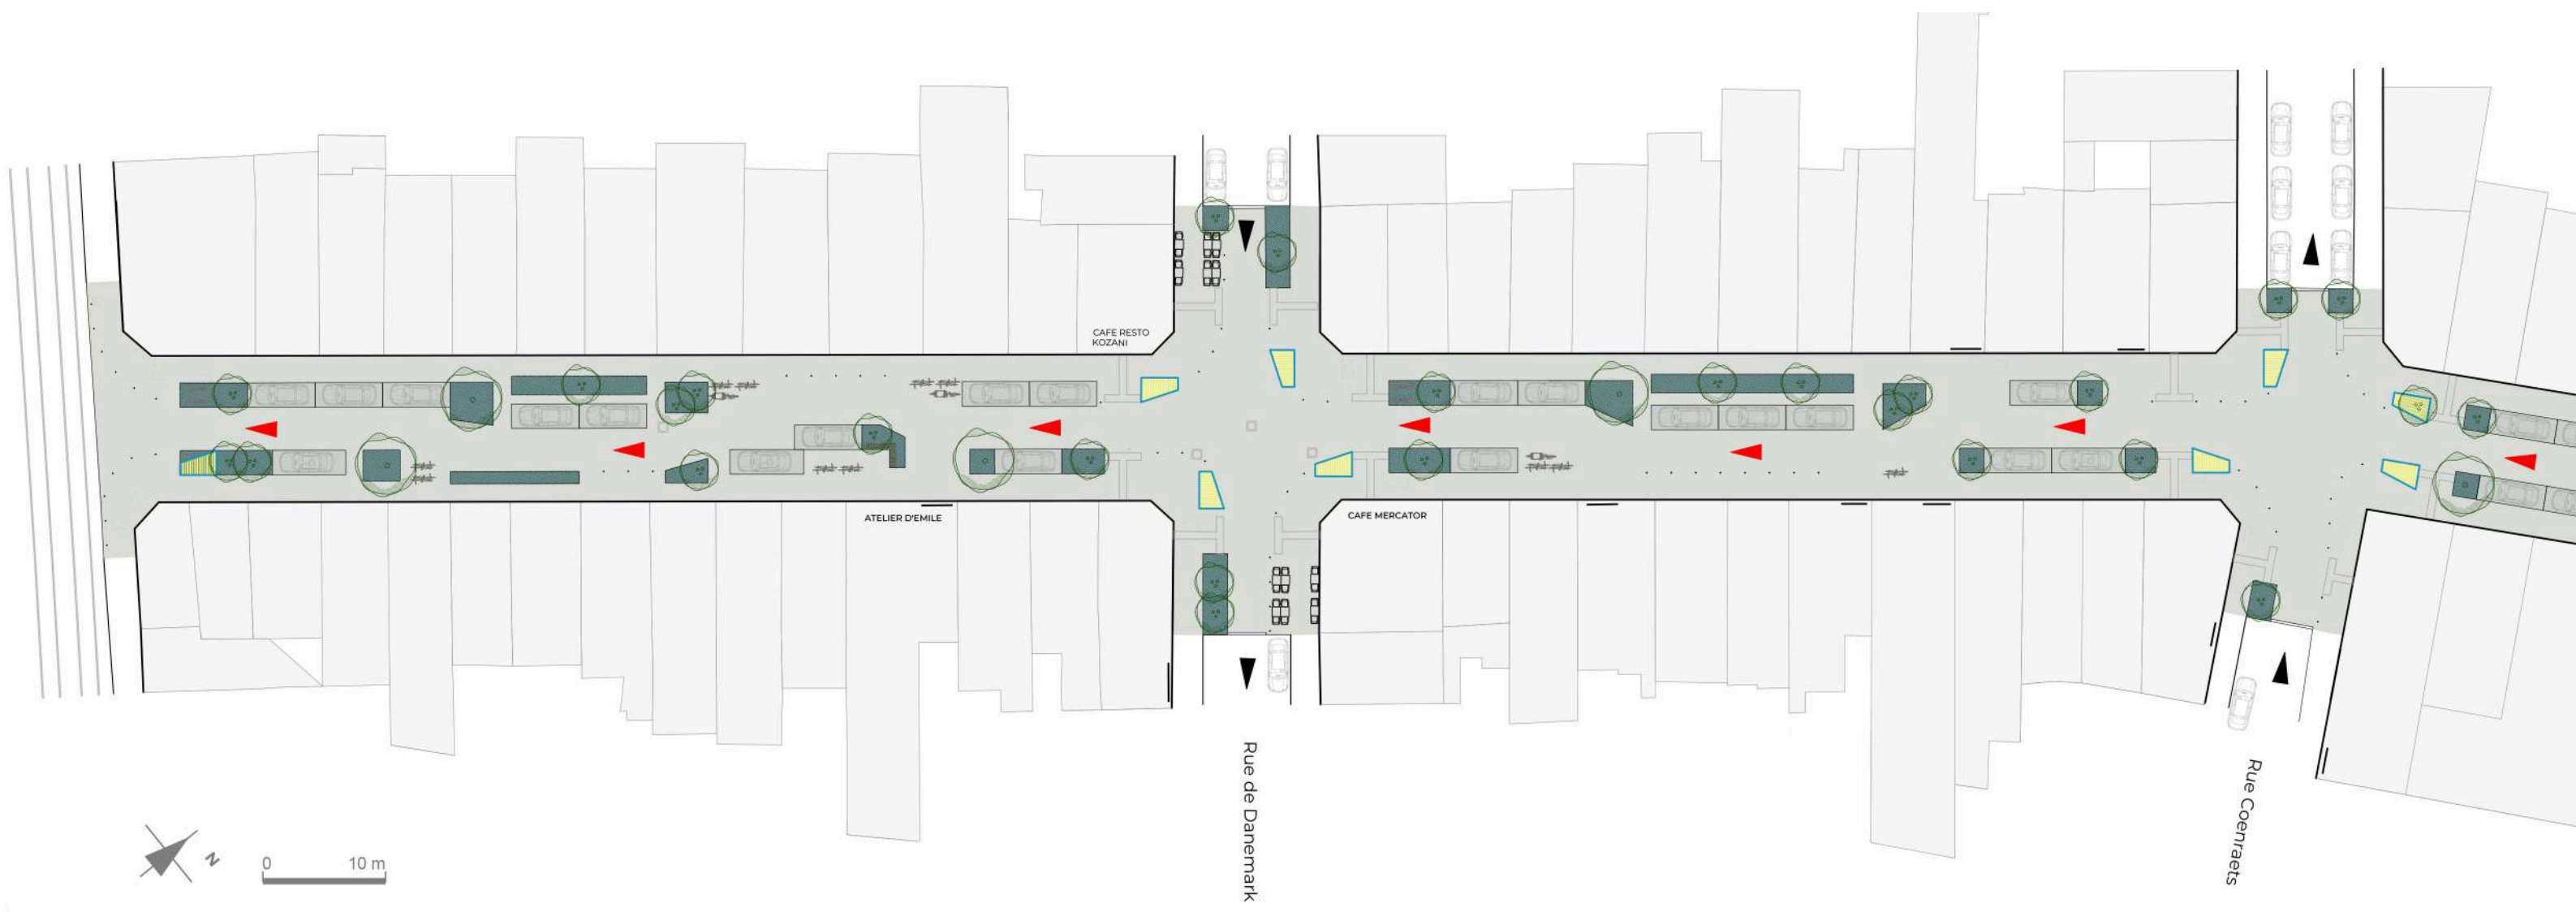 CAFE RESTO
KOZANI
ATELIER D'EMILE
CAFE MERCATOR
Rue de Danemark
Rue Coenraets
N
0 10 m